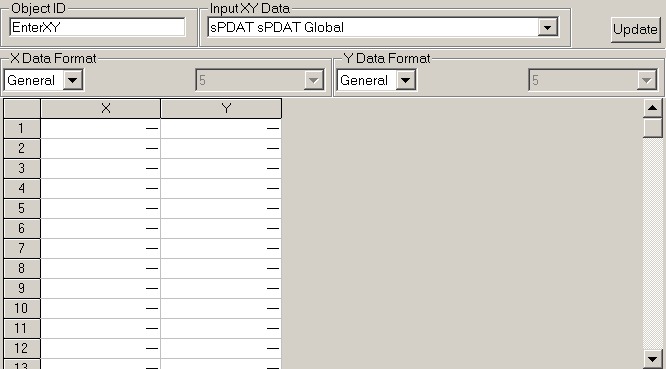 Object ID
Input XY Data
EnterXY
sPDAT sPDAT Global
Update
X Data Format
Y Data Format
General
5
General
5
X
Y
1 — —
2 — —
3 — —
4 — —
5 — —
6 — —
7 — —
8 — —
9 — —
10 — —
11 — —
12 — —
13 — —